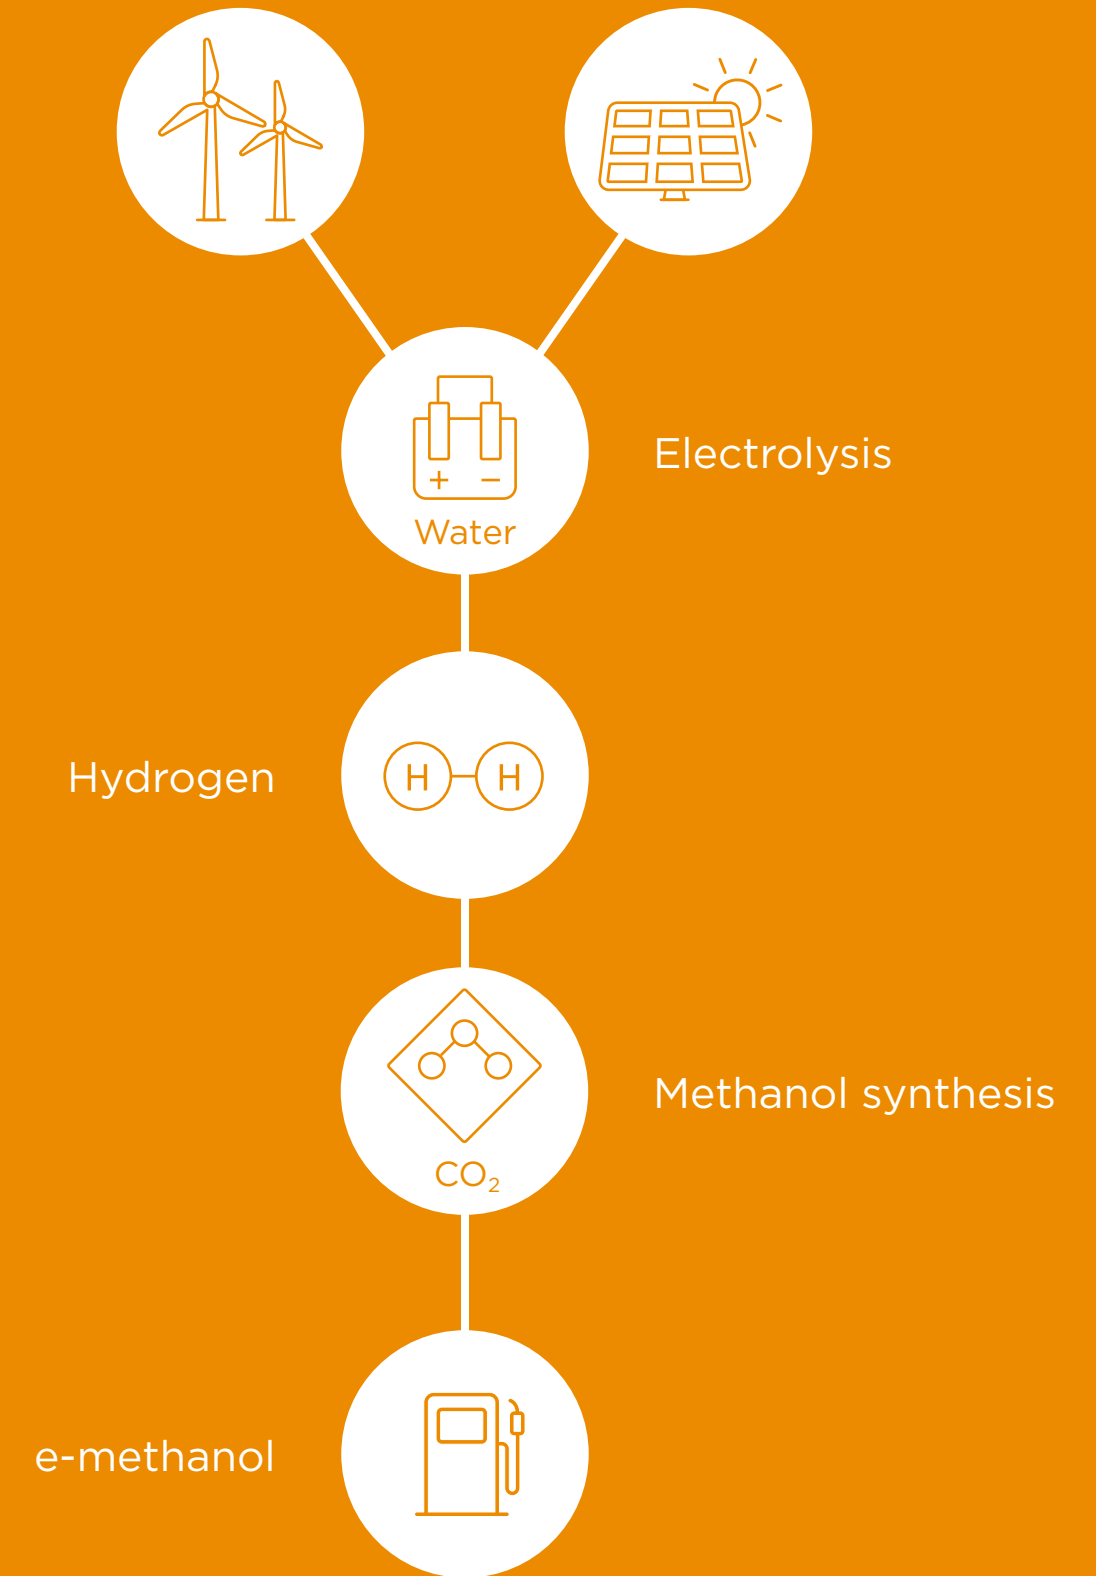 Electrolysis
+ −
Water
Hydrogen
H H
Methanol synthesis
CO₂
e-methanol